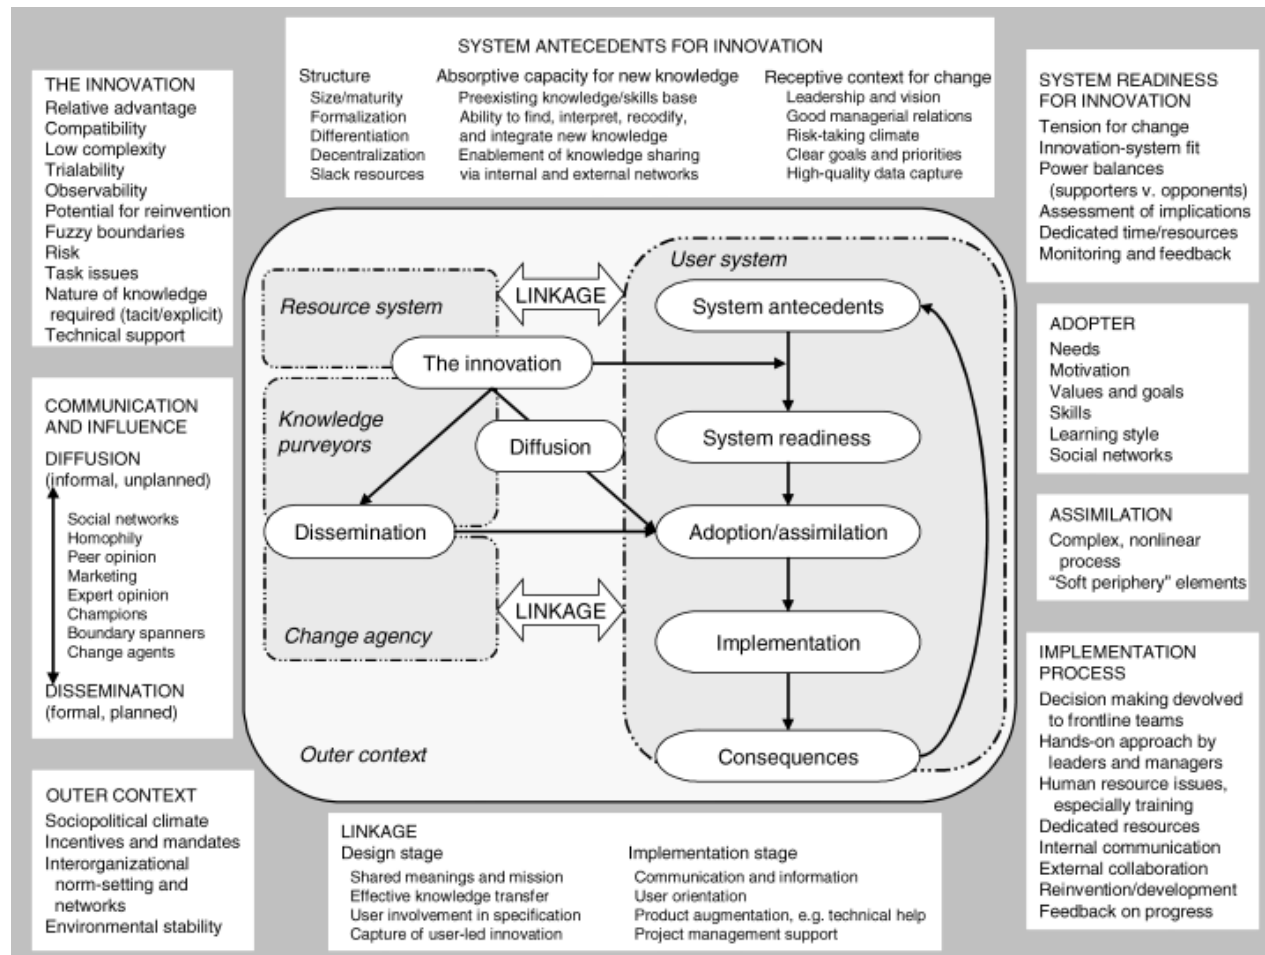 SYSTEM ANTECEDENTS FOR INNOVATION
Structure
Size/maturity
Formalization
Differentiation
Decentralization
Slack resources
Absorptive capacity for new knowledge
Preexisting knowledge/skills base
Ability to find, interpret, recodify,
and integrate new knowledge
Enablement of knowledge sharing
via internal and external networks
Receptive context for change
Leadership and vision
Good managerial relations
Risk-taking climate
Clear goals and priorities
High-quality data capture
THE INNOVATION
Relative advantage
Compatibility
Low complexity
Trialability
Observability
Potential for reinvention
Fuzzy boundaries
Risk
Task issues
Nature of knowledge
required (tacit/explicit)
Technical support
COMMUNICATION
AND INFLUENCE
DIFFUSION
(informal, unplanned)
Social networks
Homophily
Peer opinion
Marketing
Expert opinion
Champions
Boundary spanners
Change agents
DISSEMINATION
(formal, planned)
OUTER CONTEXT
Sociopolitical climate
Incentives and mandates
Interorganizational
norm-setting and
networks
Environmental stability
Resource system
LINKAGE
User system
System antecedents
The innovation
Knowledge
purveyors
Diffusion
System readiness
Dissemination
Adoption/assimilation
Change agency
LINKAGE
Implementation
Outer context
Consequences
LINKAGE
Design stage
Shared meanings and mission
Effective knowledge transfer
User involvement in specification
Capture of user-led innovation
Implementation stage
Communication and information
User orientation
Product augmentation, e.g. technical help
Project management support
SYSTEM READINESS
FOR INNOVATION
Tension for change
Innovation-system fit
Power balances
(supporters v. opponents)
Assessment of implications
Dedicated time/resources
Monitoring and feedback
ADOPTER
Needs
Motivation
Values and goals
Skills
Learning style
Social networks
ASSIMILATION
Complex, nonlinear
process
“Soft periphery” elements
IMPLEMENTATION
PROCESS
Decision making devolved
to frontline teams
Hands-on approach by
leaders and managers
Human resource issues,
especially training
Dedicated resources
Internal communication
External collaboration
Reinvention/development
Feedback on progress